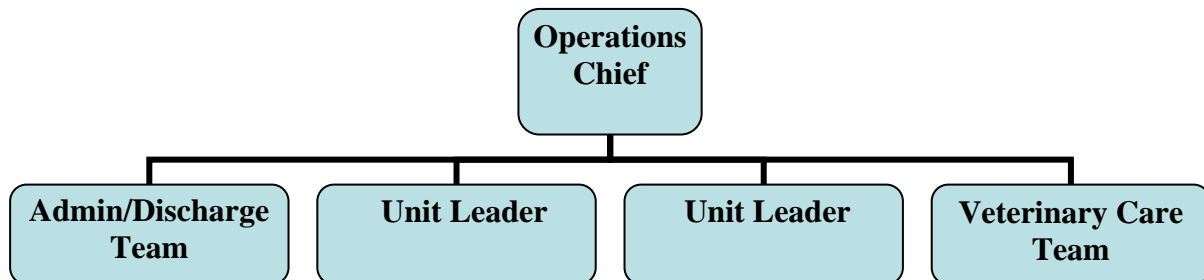 Operations
Chief
Admin/Discharge
Team
Unit Leader
Unit Leader
Veterinary Care
Team